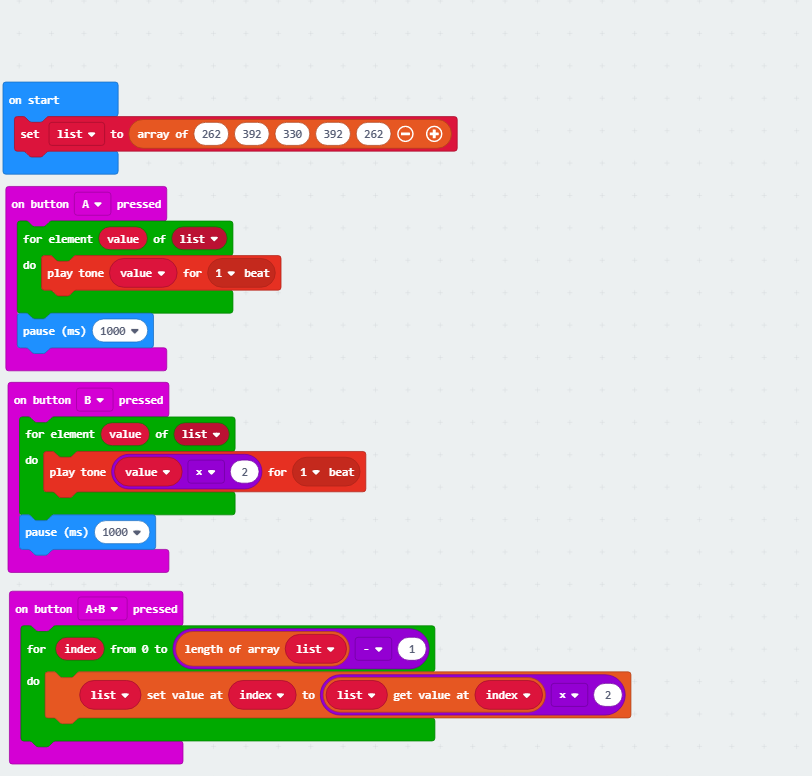 on start
set list to array of 262 392 330 392 262
on button A pressed
for element value of list
do play tone value for 1 beat
pause (ms) 1000
on button B pressed
for element value of list
do play tone value x 2 for 1 beat
pause (ms) 1000
on button A+B pressed
for index from 0 to length of array list - 1
do list set value at index to list get value at index x 2